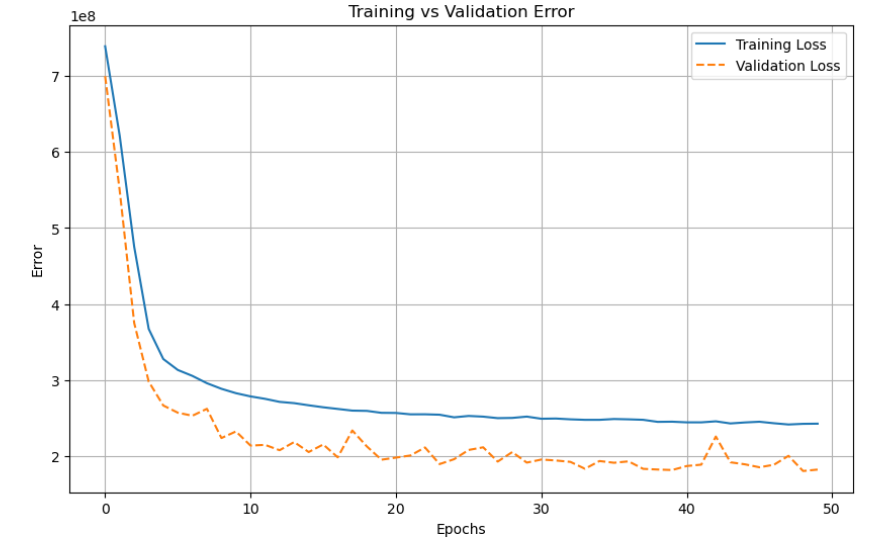 Training vs Validation Error
1e8
Training Loss
Validation Loss
7
6
5
4
3
2
Error
0
10
20
30
40
50
Epochs